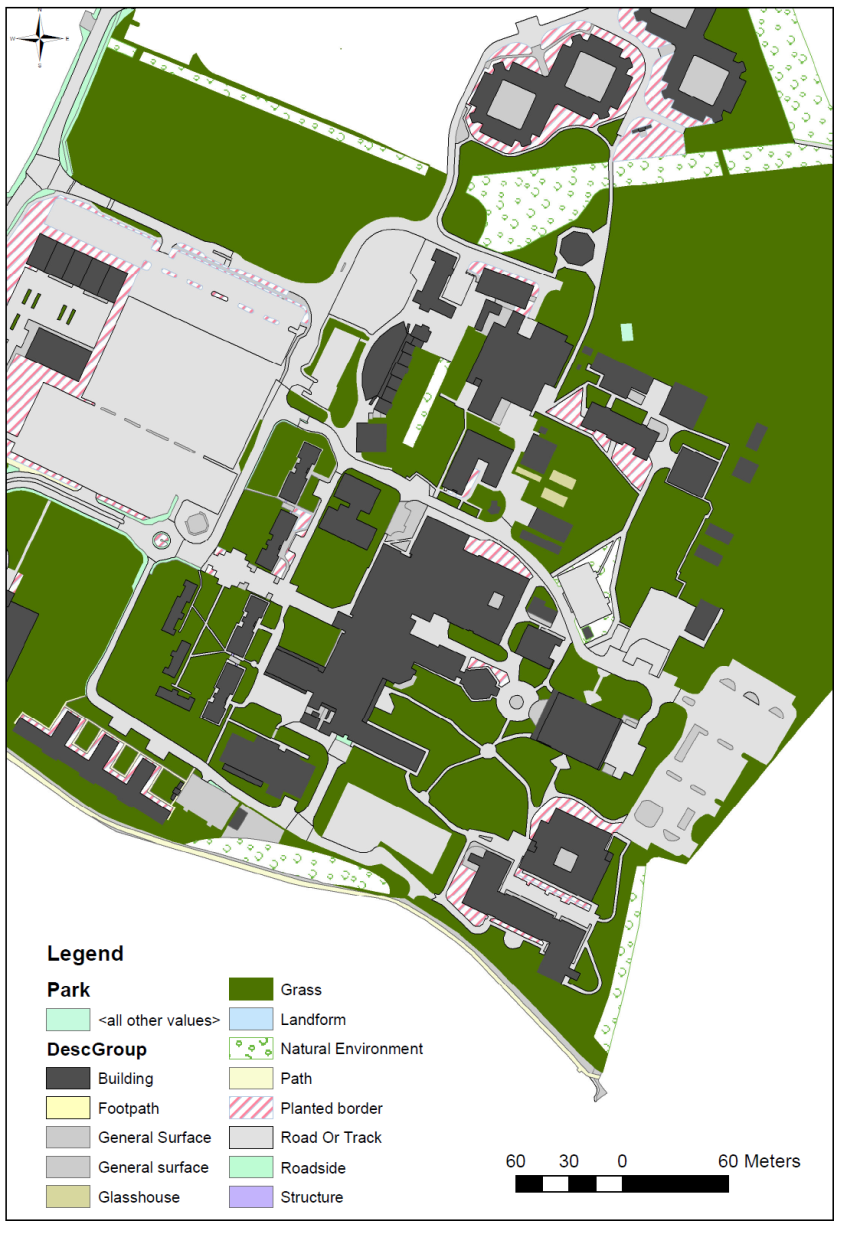 N
W E
S
Legend
Park
<all other values>
DescGroup
Building
Footpath
General Surface
General surface
Glasshouse
Grass
Landform
Natural Environment
Path
Planted border
Road Or Track
Roadside
Structure
60 30 0 60 Meters